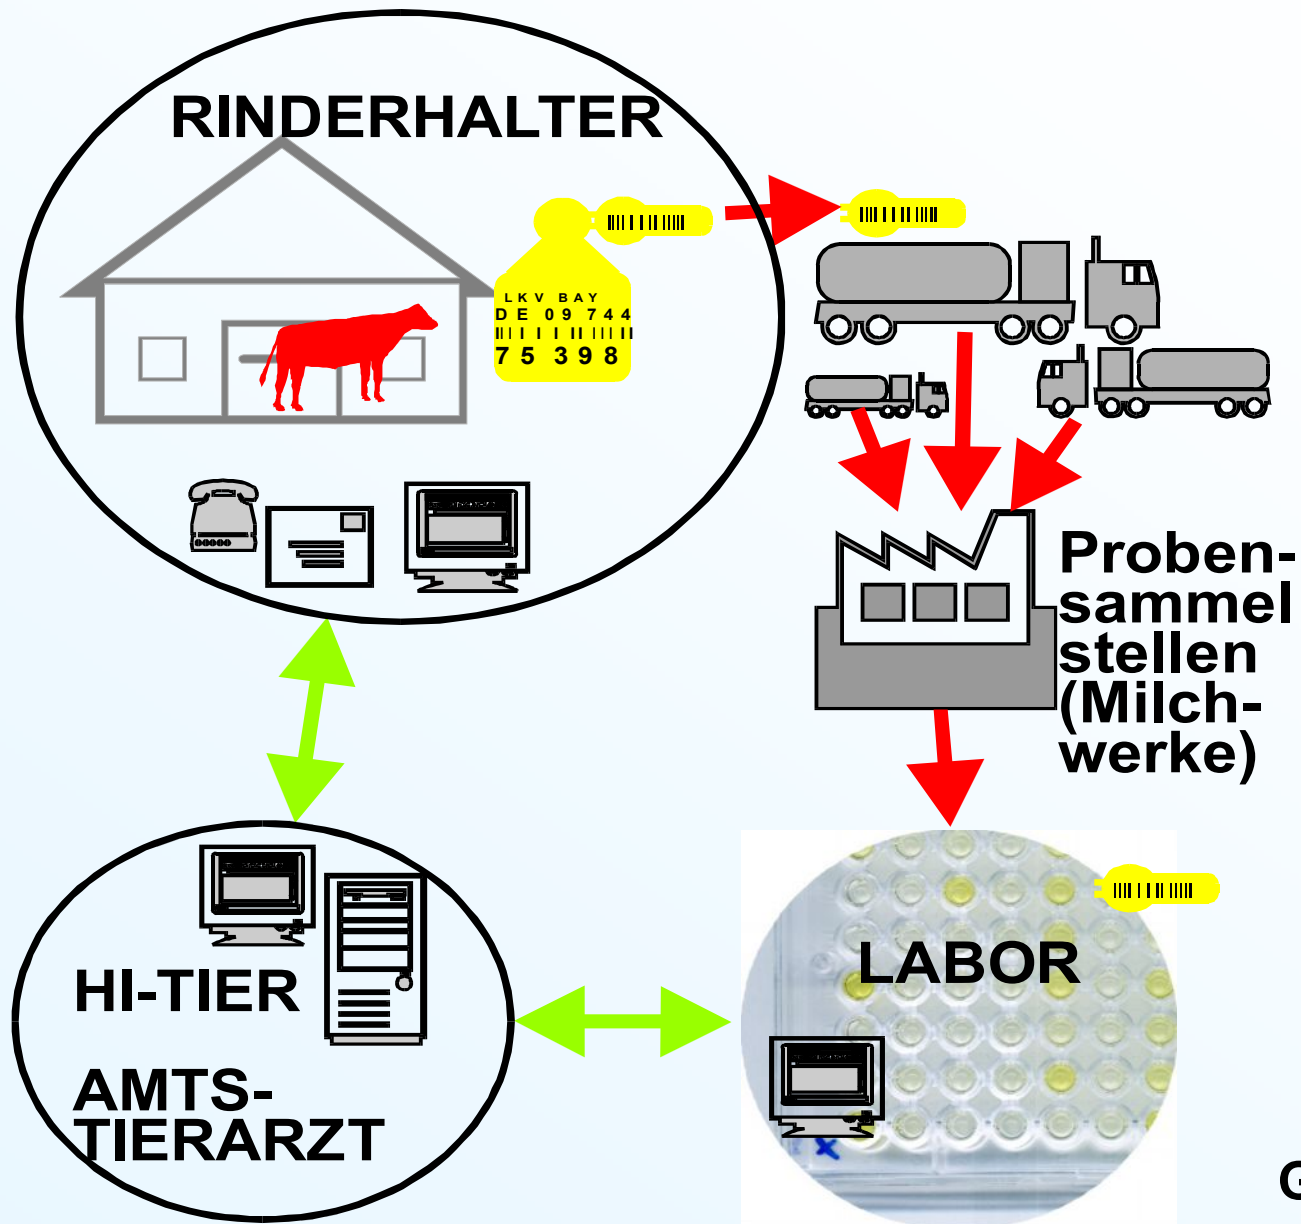 RINDERHALTER
LKV BAY
DE 09 744
75 398
Proben-
sammel
stellen
(Milch-
werke)
LABOR
HI-TIER
AMTS-
TIERARZT
G